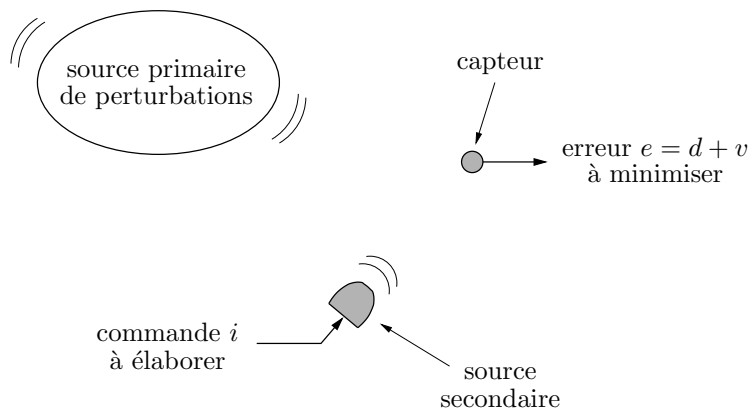 source primaire
de perturbations
capteur
erreur e = d + v
à minimiser
commande i
à élaborer
source
secondaire